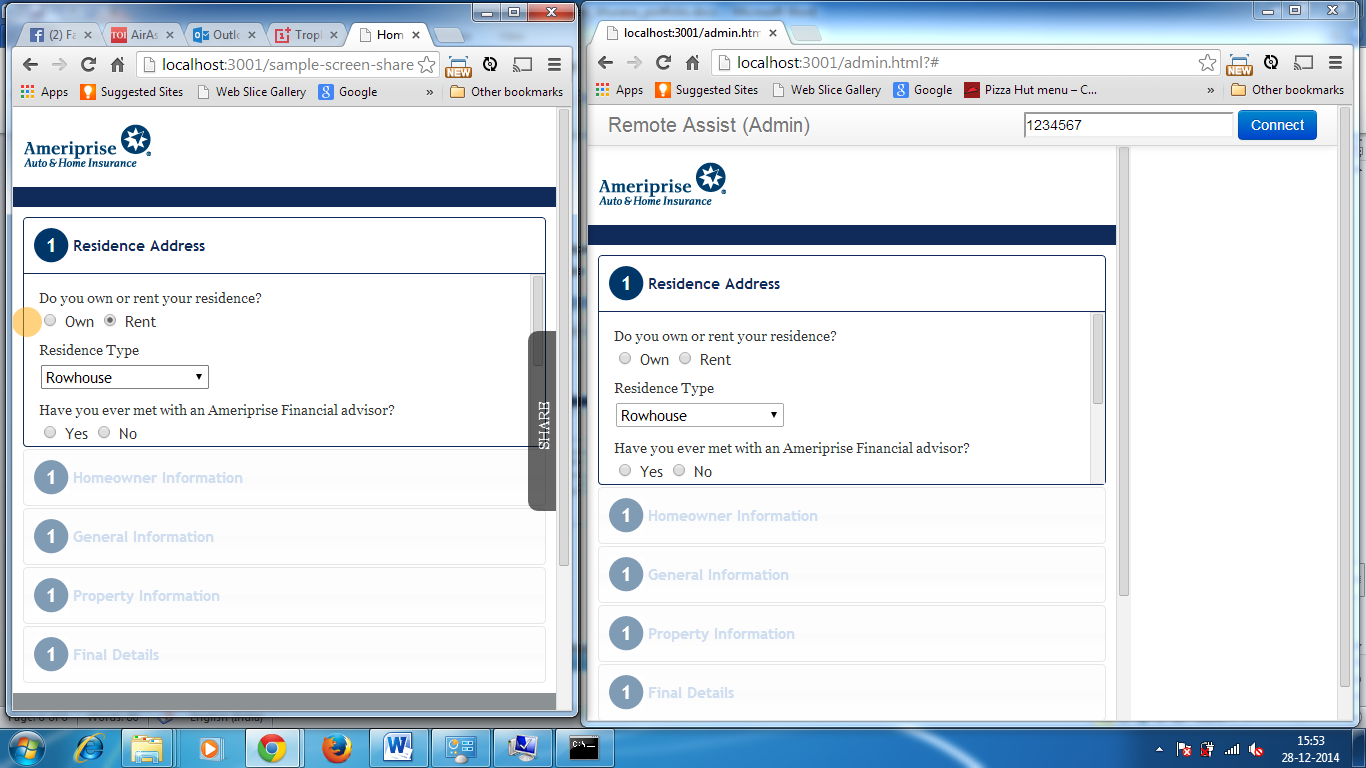 (2) Fa
TOI AirAs
Outlo
Tropi
Hom
localhost:3001/sample-screen-share
NEW
Apps Suggested Sites Web Slice Gallery Google » Other bookmarks
Ameriprise
Auto & Home Insurance
1 Residence Address
Do you own or rent your residence?
Own Rent
Residence Type
Rowhouse
Have you ever met with an Ameriprise Financial advisor?
Yes No
SHARE
1 Homeowner Information
1 General Information
1 Property Information
1 Final Details
localhost:3001/admin.htm
localhost:3001/admin.html?#
NEW
Apps Suggested Sites Web Slice Gallery Google Pizza Hut menu – C... » Other bookmarks
Remote Assist (Admin) 1234567 Connect
Ameriprise
Auto & Home Insurance
1 Residence Address
Do you own or rent your residence?
Own Rent
Residence Type
Rowhouse
Have you ever met with an Ameriprise Financial advisor?
Yes No
1 Homeowner Information
1 General Information
1 Property Information
1 Final Details
English (India)
15:53
28-12-2014